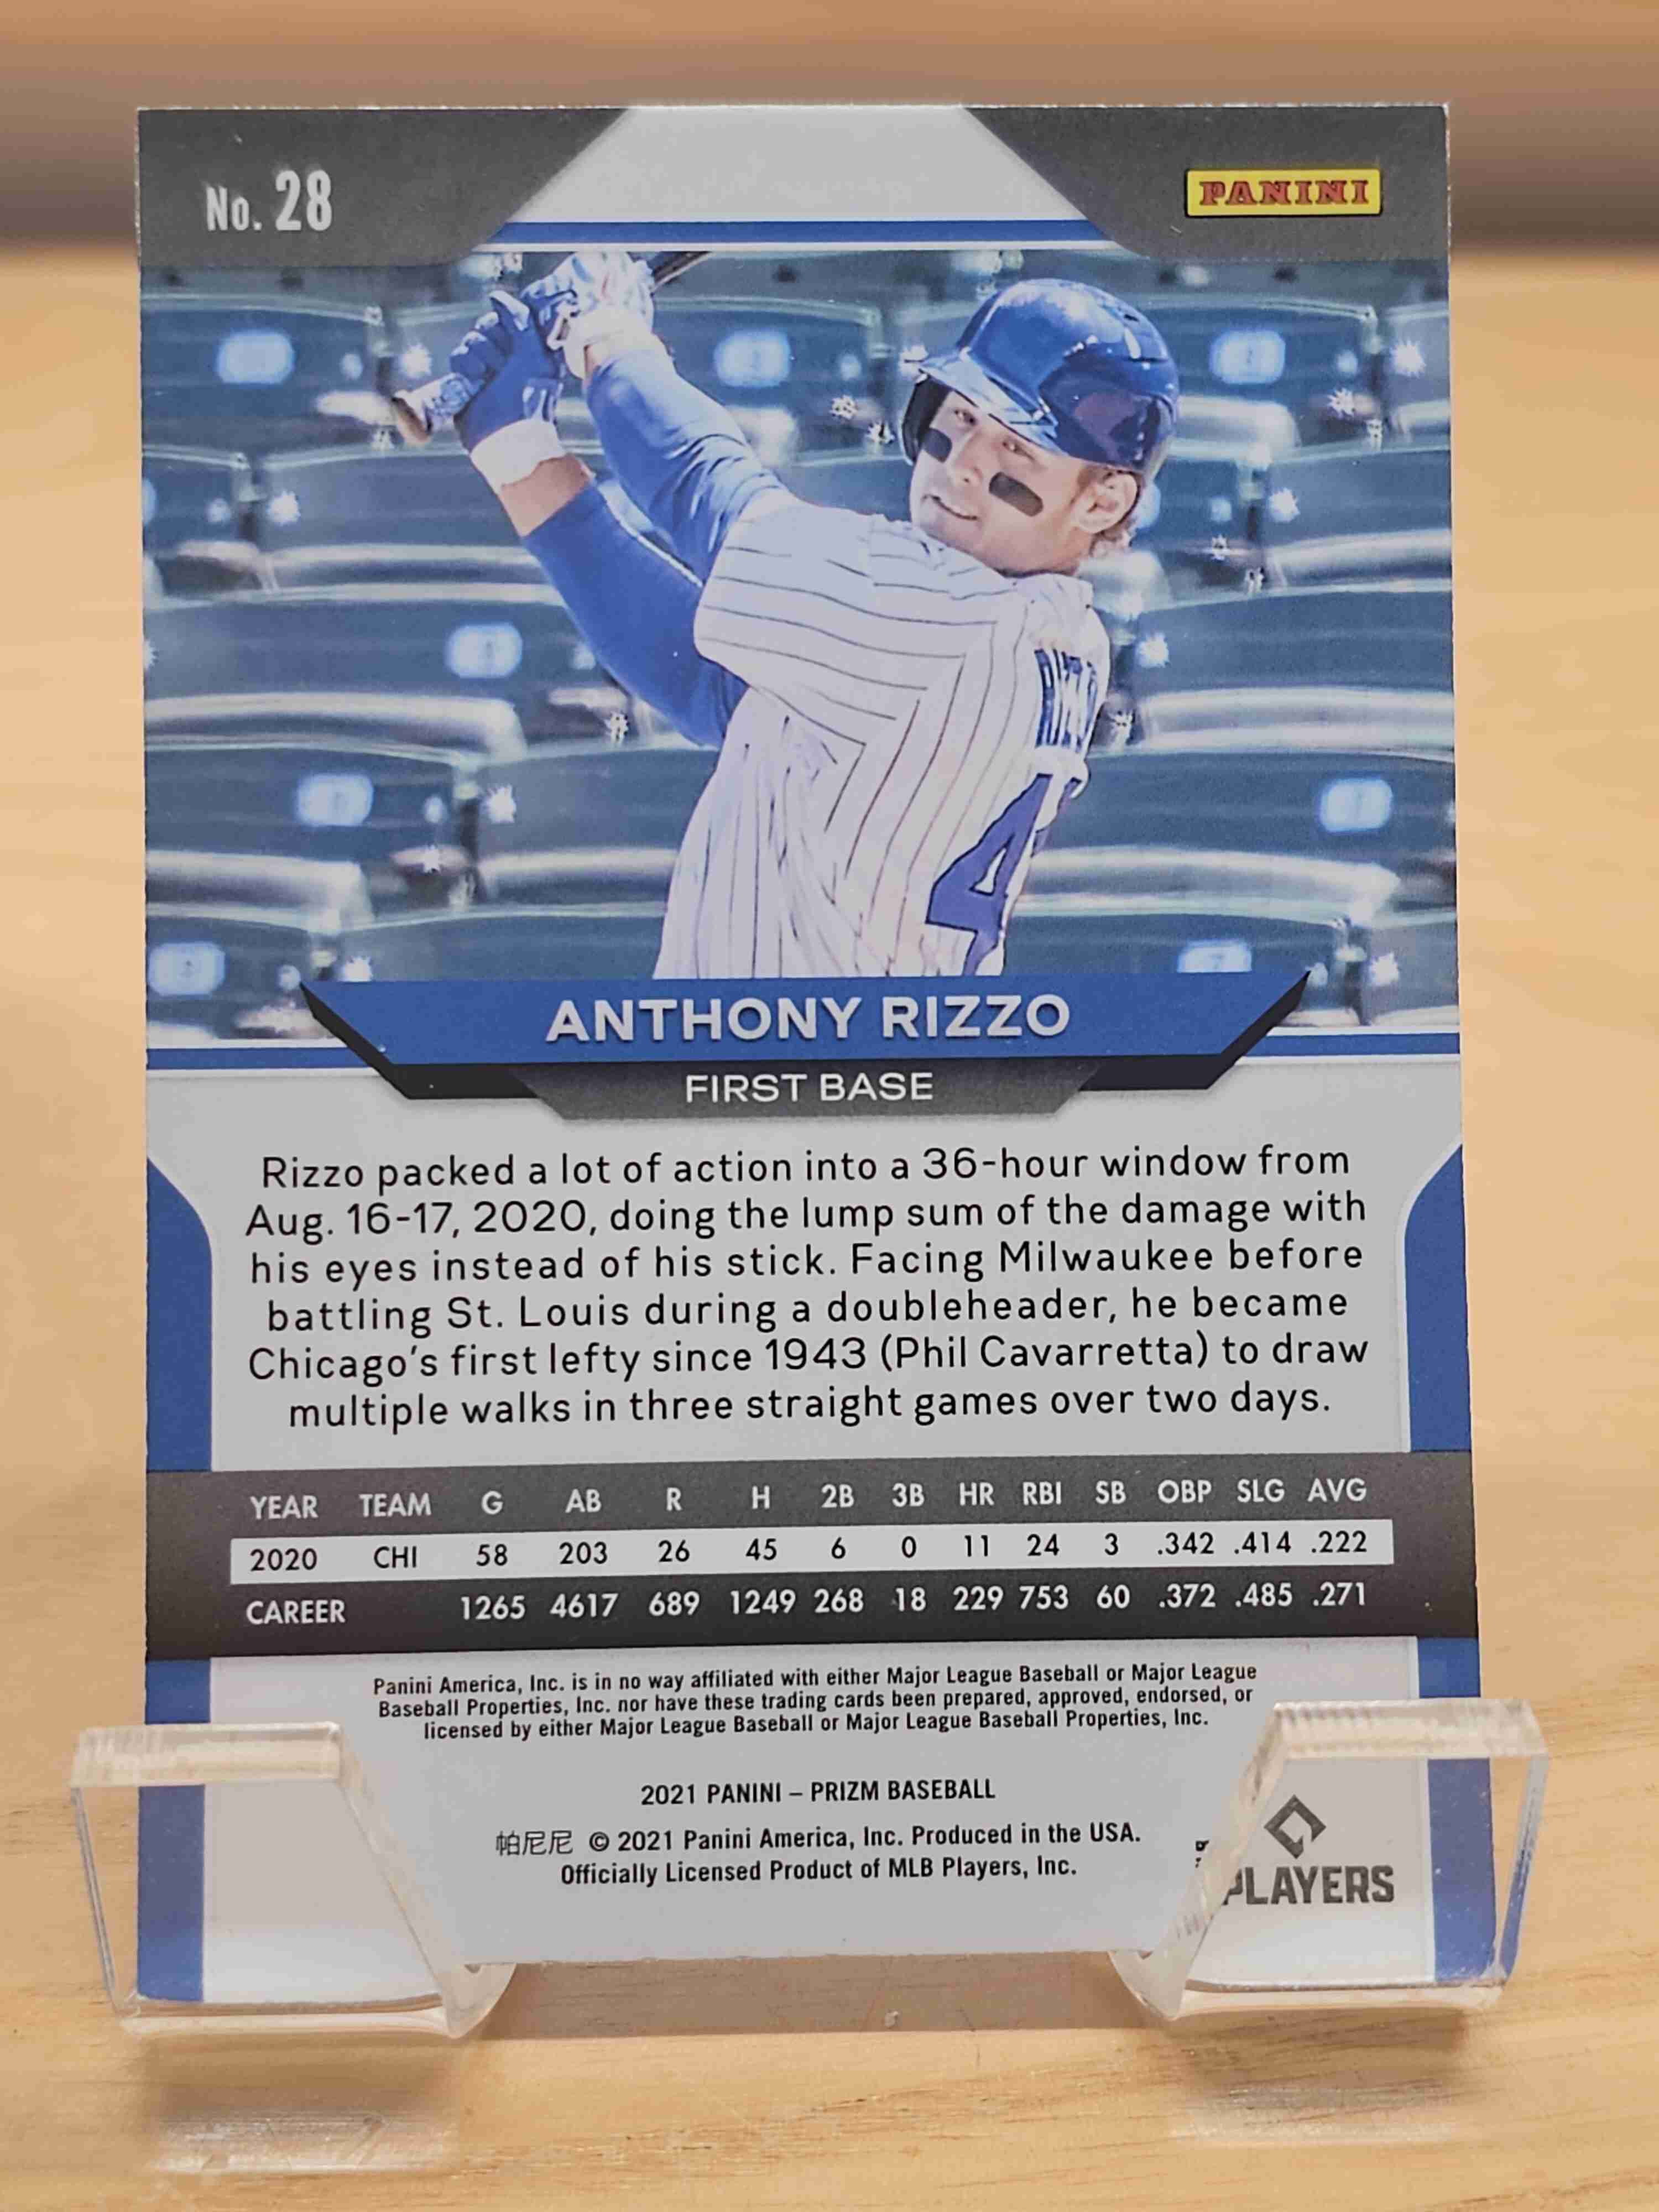 No. 28
PANINI
4
ANTHONY RIZZO
FIRST BASE
Rizzo packed a lot of action into a 36-hour window from
Aug. 16-17, 2020, doing the lump sum of the damage with
his eyes instead of his stick. Facing Milwaukee before
battling St. Louis during a doubleheader, he became
Chicago's first lefty since 1943 (Phil Cavarretta) to draw
multiple walks in three straight games over two days.
YEAR TEAM G AB R H 2B 3B HR RBI SB OBP SLG AVG
2020 CHI 58 203 26 45 6 0 11 24 3 .342 .414 .222
CAREER 1265 4617 689 1249 268 18 229 753 60 .372 .485 .271
Panini America, Inc. is in no way affiliated with either Major League Baseball or Major League
Baseball Properties, Inc. nor have these trading cards been prepared, approved, endorsed, or
licensed by either Major League Baseball or Major League Baseball Properties, Inc.
2021 PANINI – PRIZM BASEBALL
帕尼尼 © 2021 Panini America, Inc. Produced in the USA.
Officially Licensed Product of MLB Players, Inc.
PLAYERS